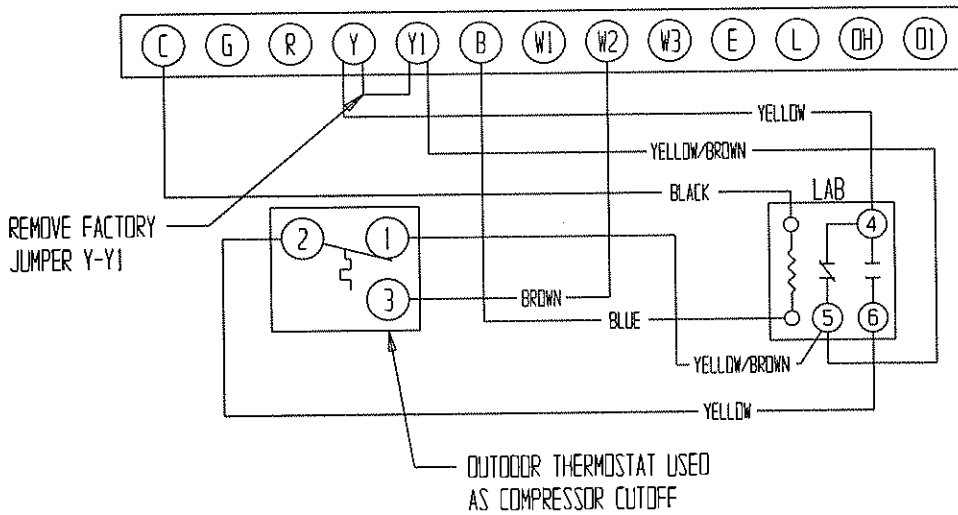 C G R Y Y1 B W1 W2 W3 E L OH O1
YELLOW
YELLOW/BROWN
BLACK
LAB
REMOVE FACTORY
JUMPER Y-Y1
2 1
4
3
BROWN
BLUE
5 6
YELLOW/BROWN
YELLOW
OUTDOOR THERMOSTAT USED
AS COMPRESSOR CUTOFF